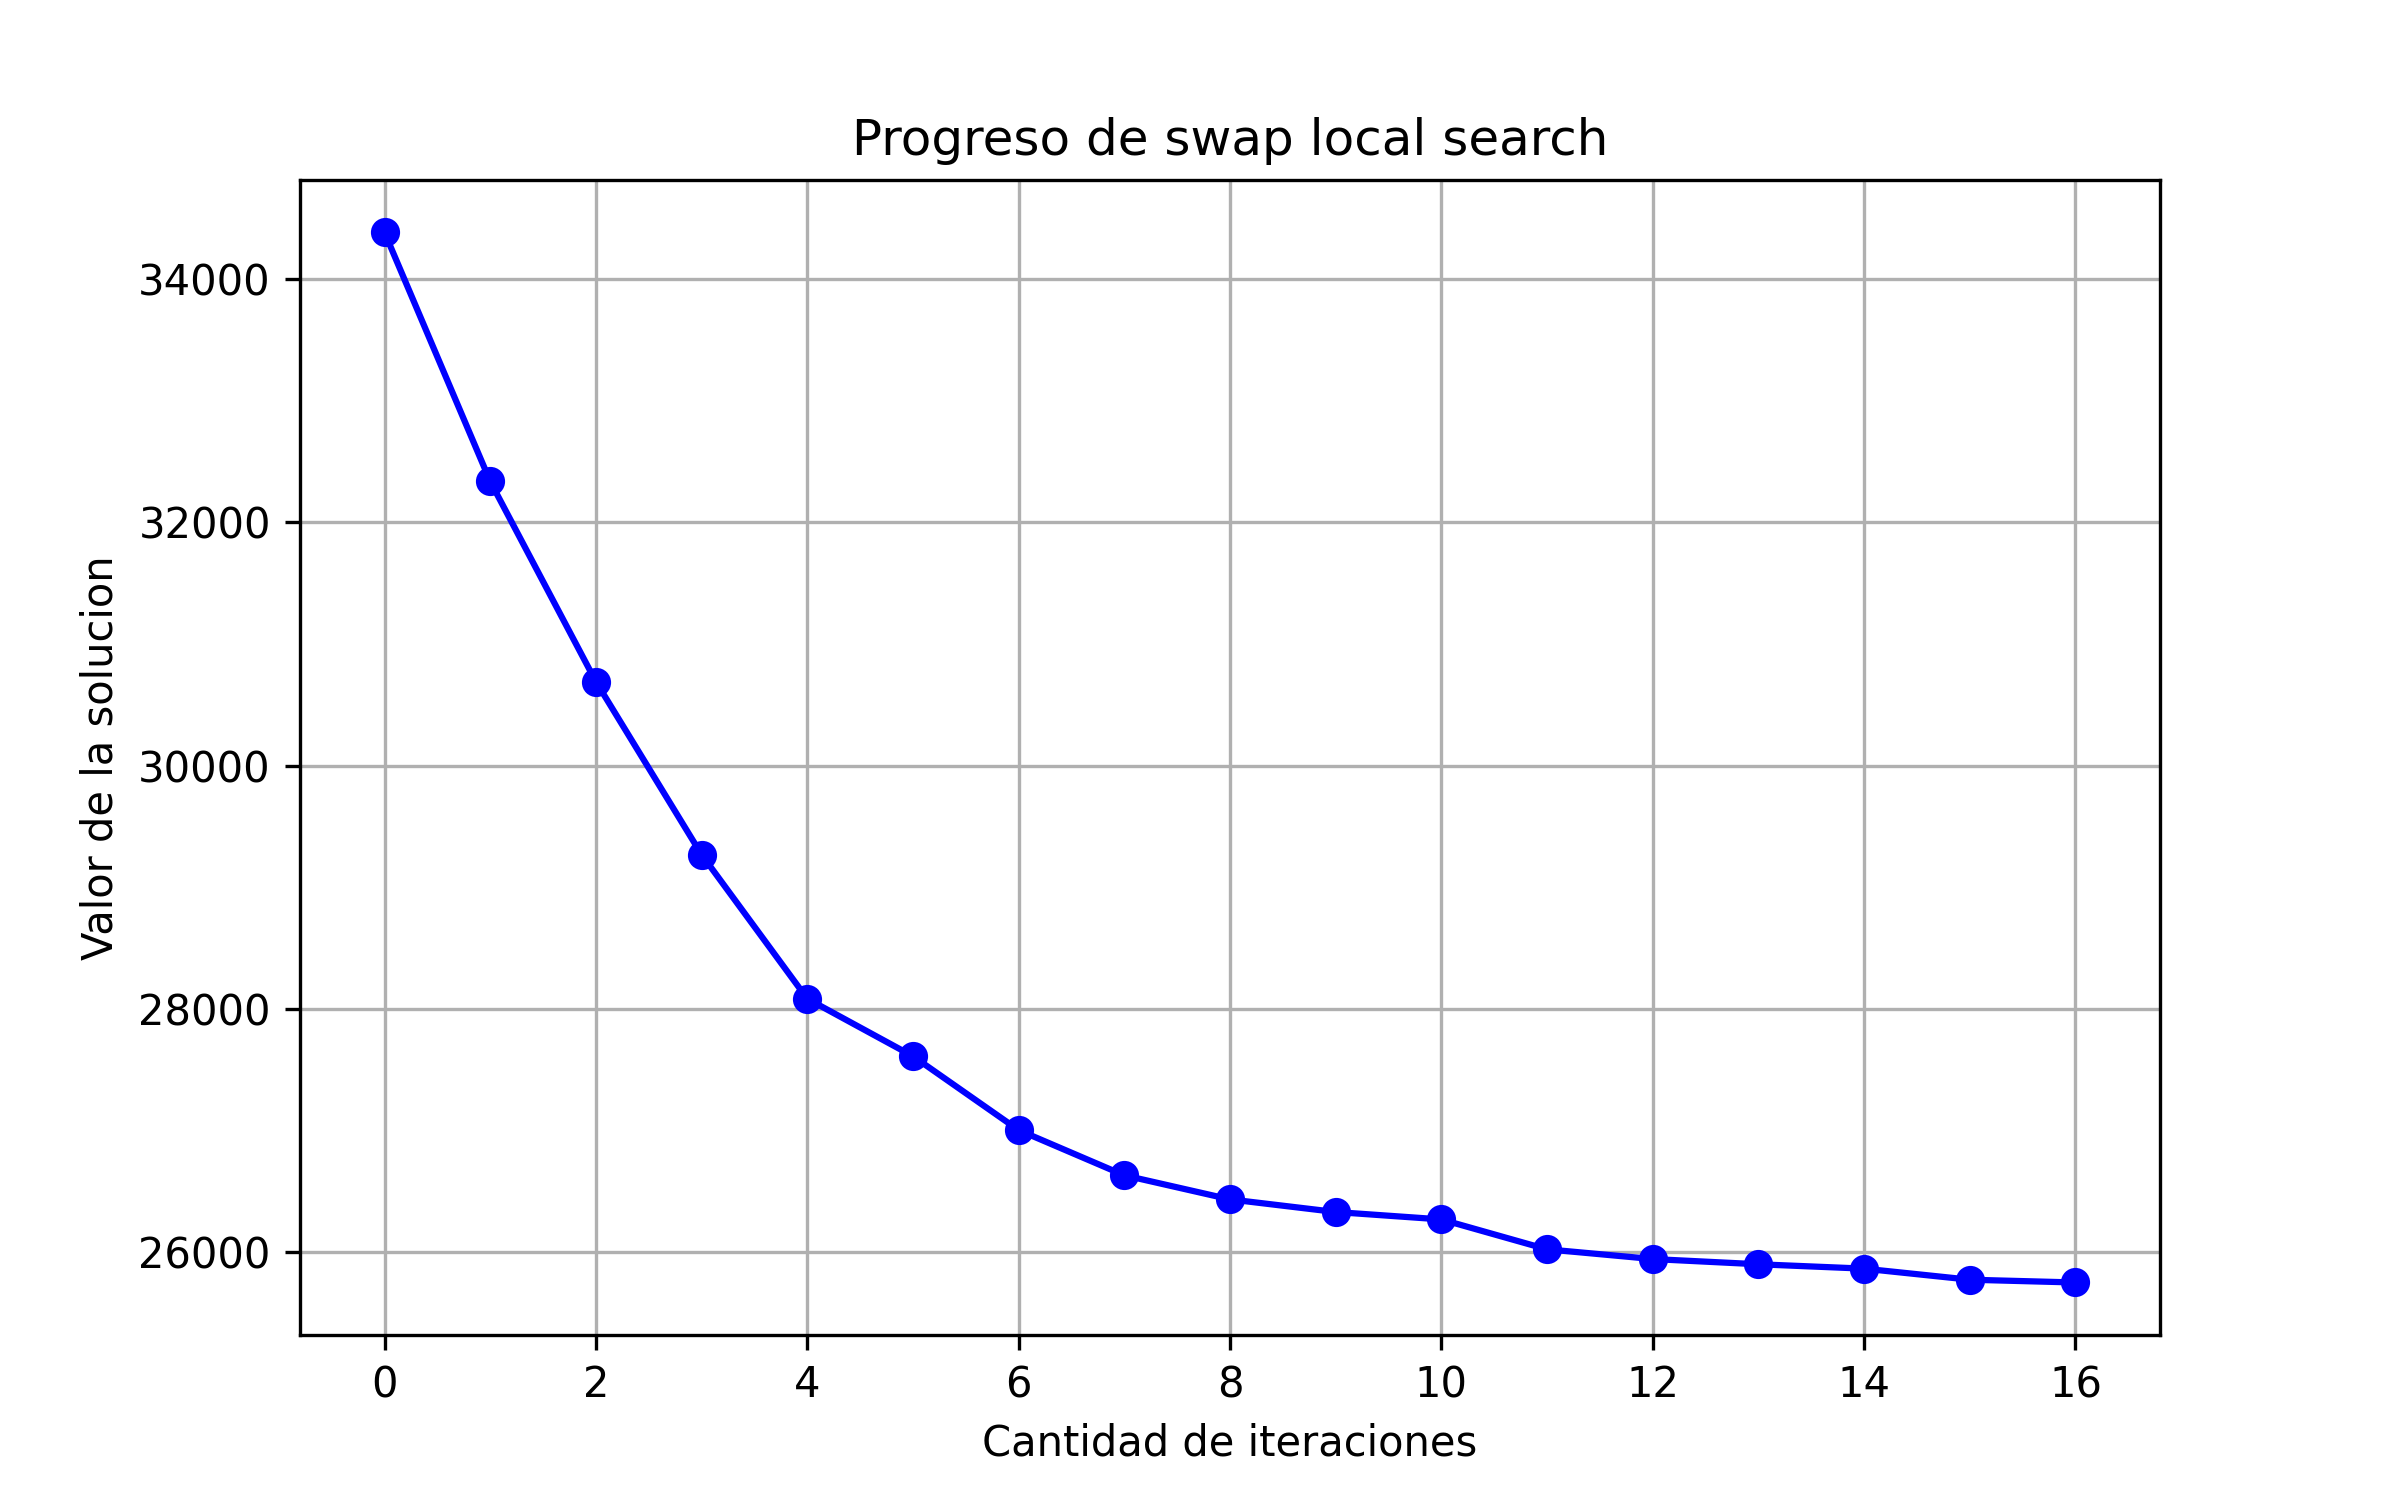 Progreso de swap local search
34000
32000
30000
28000
26000
Valor de la solucion
0 2 4 6 8 10 12 14 16
Cantidad de iteraciones